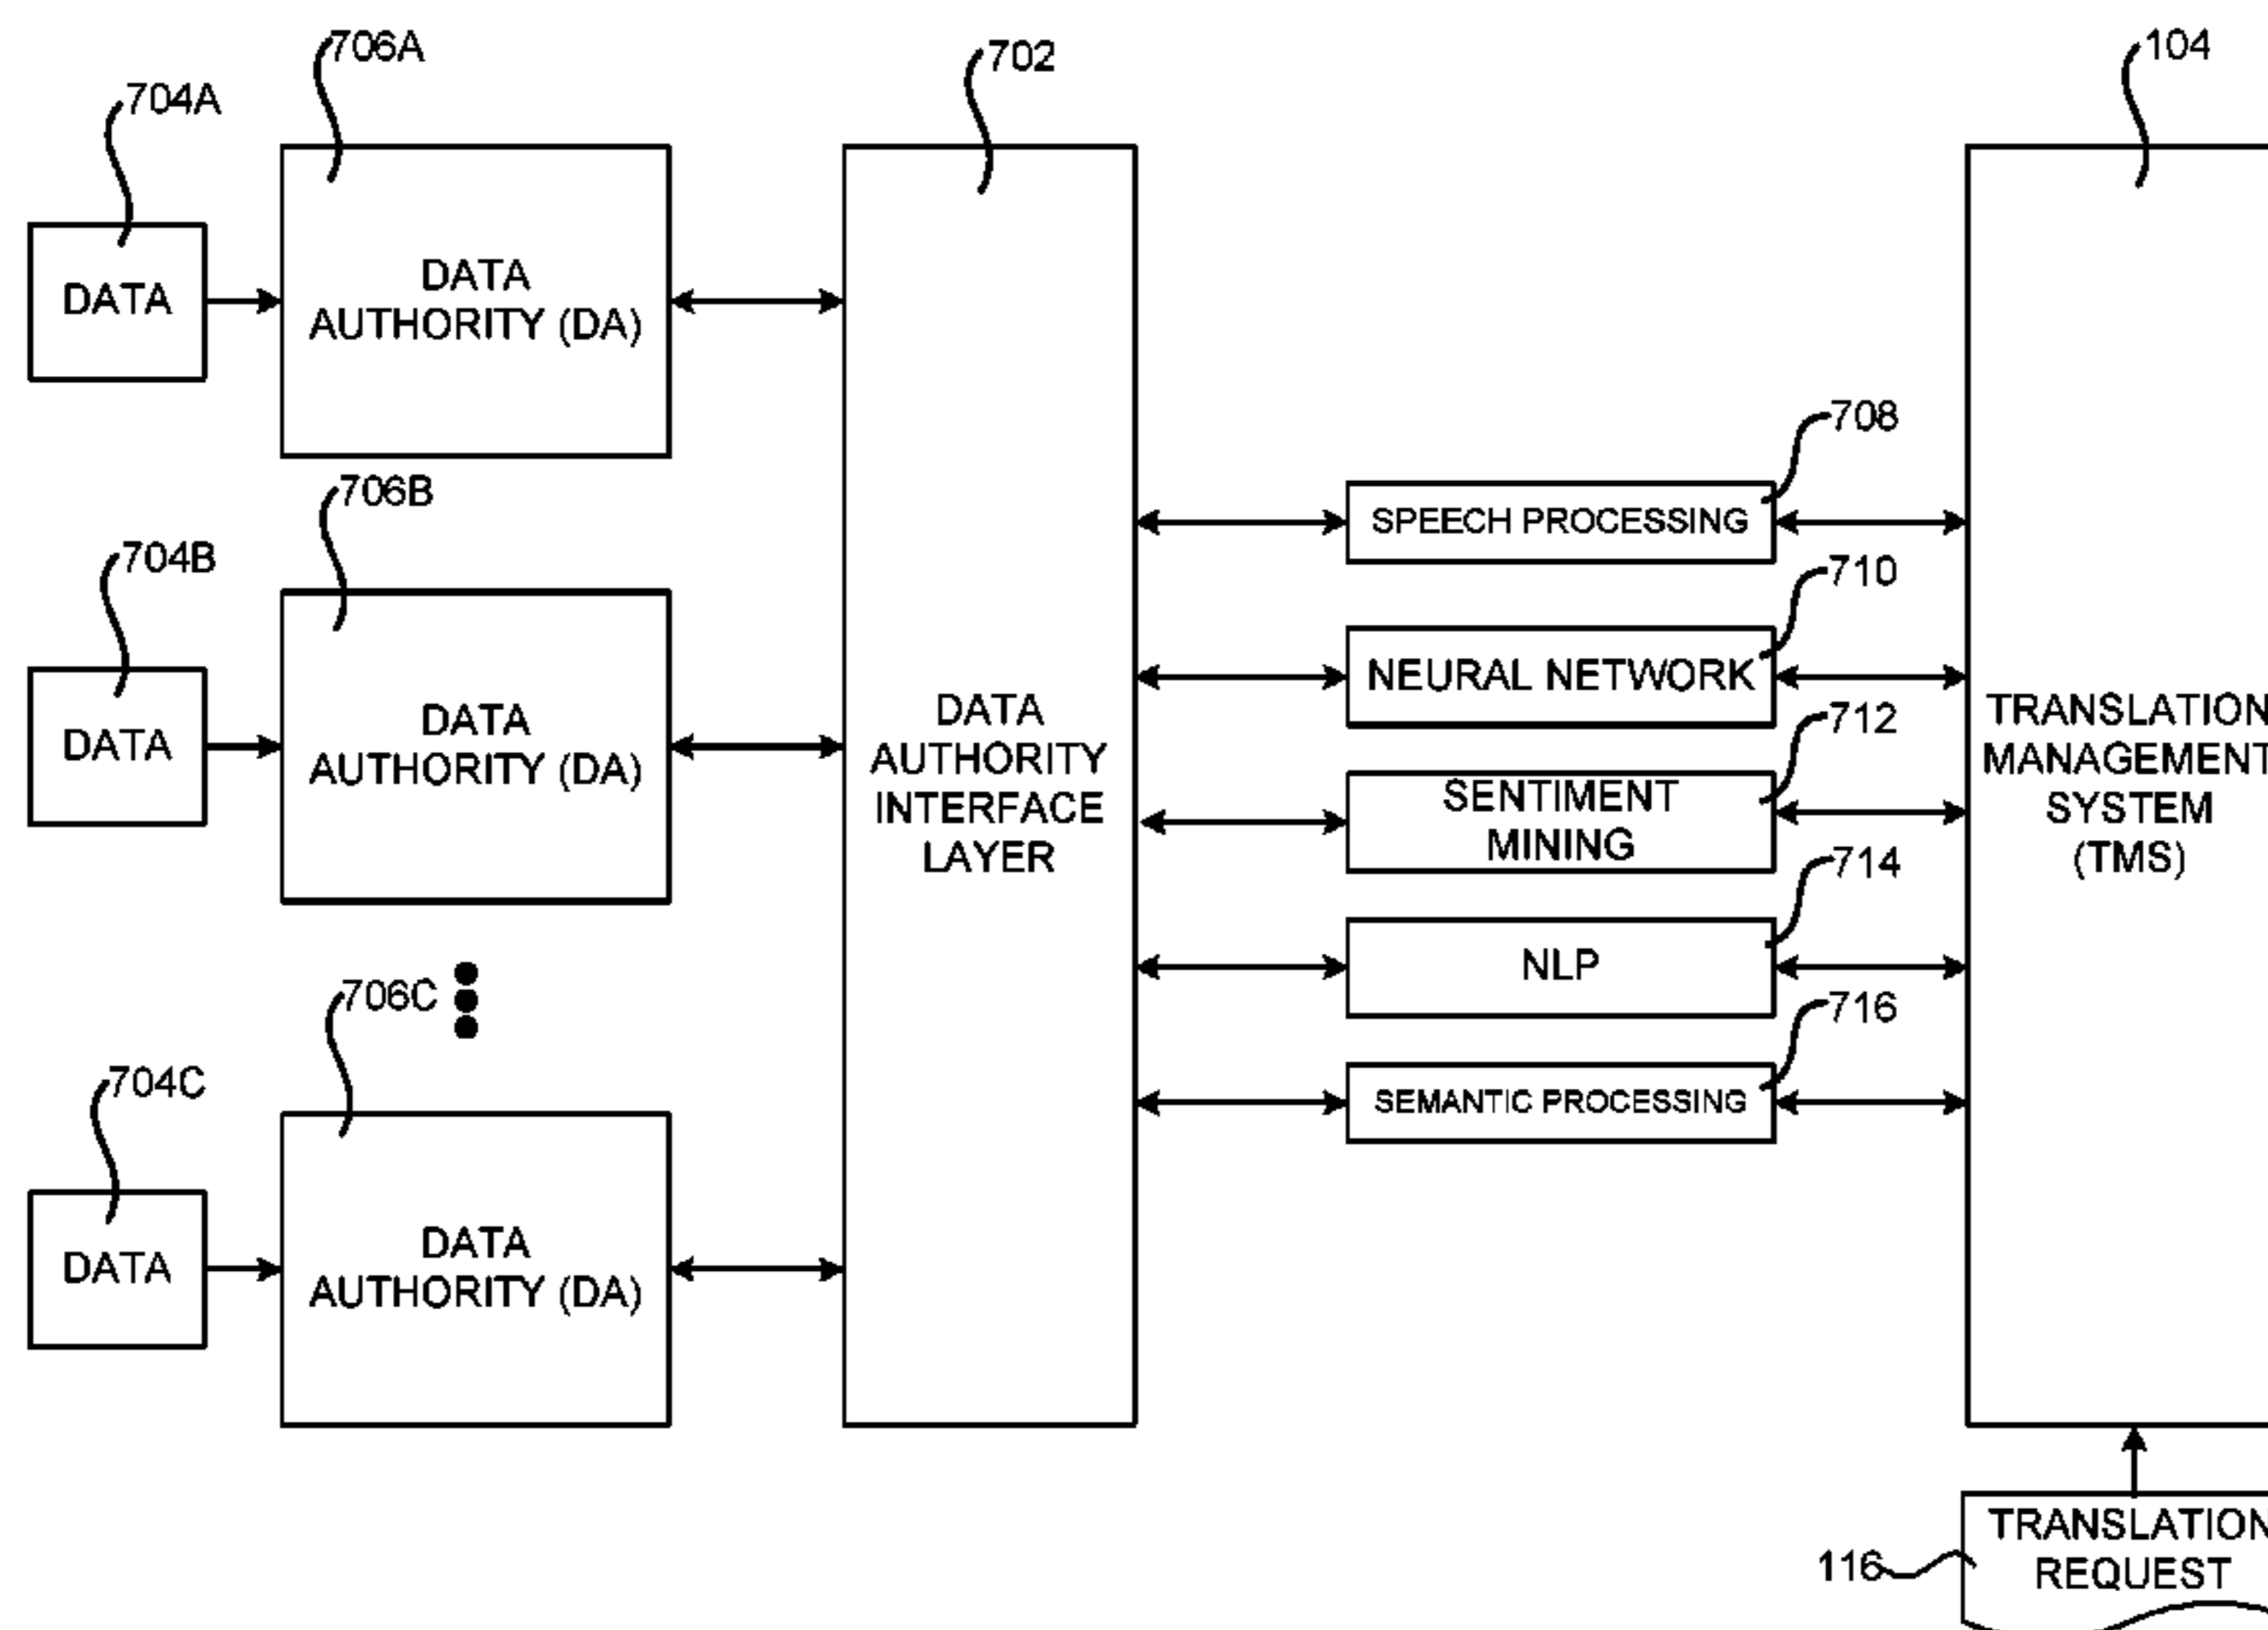 706A
702
104
704A
DATA
DATA
AUTHORITY (DA)
706B
704B
DATA
DATA
AUTHORITY (DA)
706C
704C
DATA
DATA
AUTHORITY (DA)
DATA
AUTHORITY
INTERFACE
LAYER
708
SPEECH PROCESSING
710
NEURAL NETWORK
712
SENTIMENT
MINING
714
NLP
716
SEMANTIC PROCESSING
TRANSLATION
MANAGEMENT
SYSTEM
(TMS)
TRANSLATION
REQUEST
116